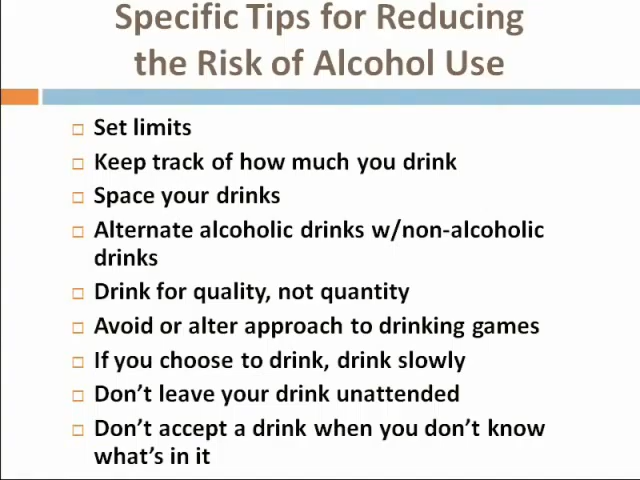 Specific Tips for Reducing
the Risk of Alcohol Use
Set limits
Keep track of how much you drink
Space your drinks
Alternate alcoholic drinks w/non-alcoholic
drinks
Drink for quality, not quantity
Avoid or alter approach to drinking games
If you choose to drink, drink slowly
Don’t leave your drink unattended
Don’t accept a drink when you don’t know
what’s in it